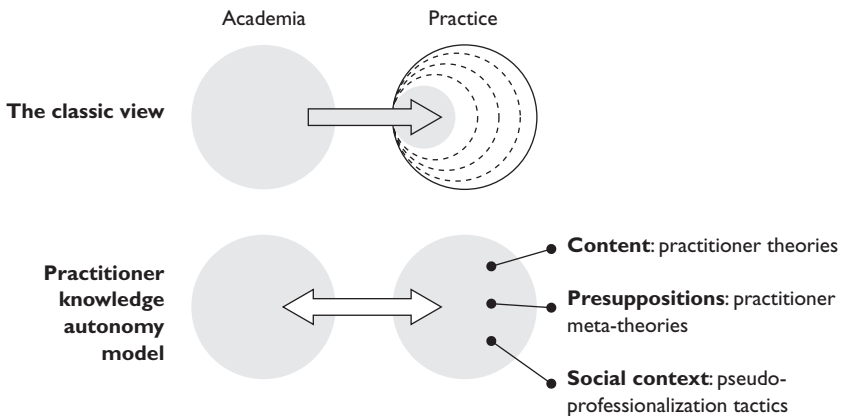 Academia
Practice
The classic view
Practitioner
knowledge
autonomy
model
Content: practitioner theories
Presuppositions: practitioner
meta-theories
Social context: pseudo-
professionalization tactics